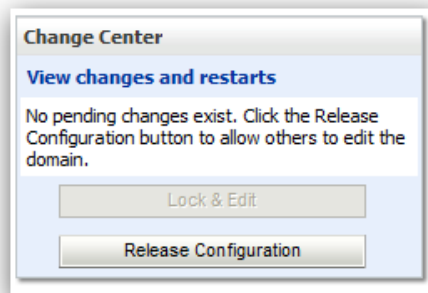 Change Center
View changes and restarts
No pending changes exist. Click the Release
Configuration button to allow others to edit the
domain.
Lock & Edit
Release Configuration